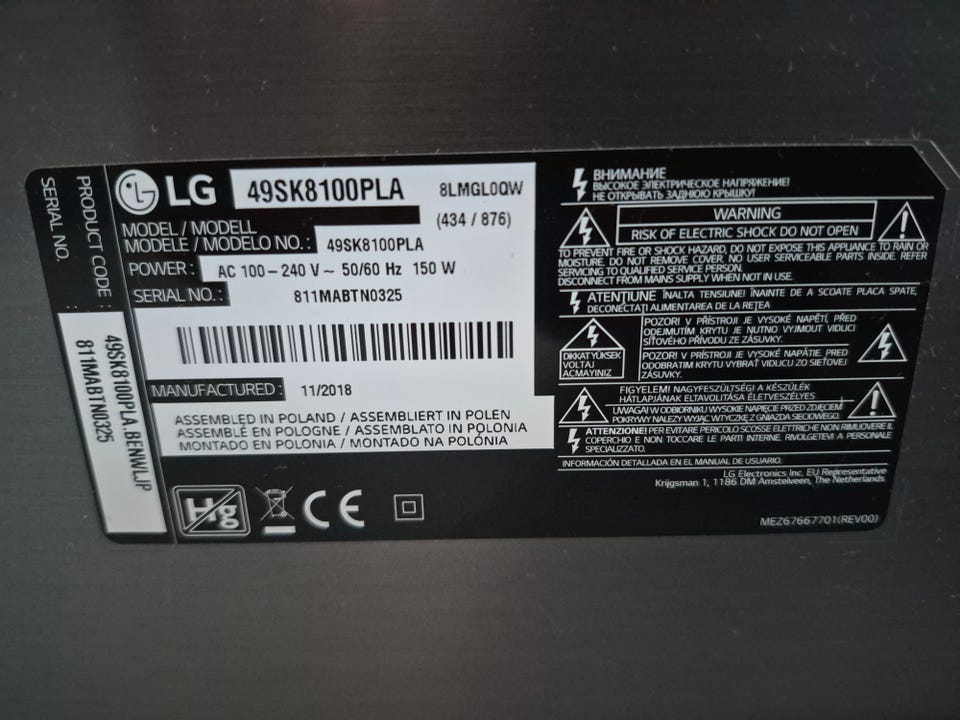 SERIAL NO.
PRODUCT CODE :
49SK8100PLA.BENWLJP
811MABTN0325
LG
49SK8100PLA
8LMGL0QW
(434 / 876)
MODEL / MODELL
MODELE / MODELO NO. : 49SK8100PLA
POWER : AC 100-240 V ~ 50/60 Hz 150 W
SERIAL NO. : 811MABTN0325
MANUFACTURED : 11/2018
ASSEMBLED IN POLAND / ASSEMBLIERT IN POLEN
ASSEMBLÉ EN POLOGNE / ASSEMBLATO IN POLONIA
MONTADO EN POLONIA / MONTADO NA POLÓNIA
Hg
CE
ВНИМАНИЕ
ВЫСОКОЕ ЭЛЕКТРИЧЕСКОЕ НАПРЯЖЕНИЕ!
НЕ ОТКРЫВАТЬ ЗАДНЮЮ КРЫШКУ!
WARNING
RISK OF ELECTRIC SHOCK DO NOT OPEN
TO PREVENT FIRE OR SHOCK HAZARD, DO NOT EXPOSE THIS APPLIANCE TO RAIN OR
MOISTURE. DO NOT REMOVE COVER. NO USER SERVICEABLE PARTS INSIDE. REFER
SERVICING TO QUALIFIED SERVICE PERSON.
DISCONNECT FROM MAINS SUPPLY WHEN NOT IN USE.
ATENŢIUNE ÎNALTA TENSIUNE! ÎNAINTE DE A SCOATE PLACA SPATE,
DECONECTAŢI ALIMENTAREA DE LA REŢEA
DIKKAT YÜKSEK
VOLTAJ
AÇMAYINIZ
POZOR! V PŘÍSTROJI JE VYSOKÉ NAPĚTÍ, PŘED
ODEJMUTÍM KRYTU JE NUTNO VYJMOUT VIDLICI
SÍŤOVÉHO PŘÍVODU ZE ZÁSUVKY.
POZOR! V PRÍSTROJI JE VYSOKÉ NAPÄTIE. PRED
ODOBRATÍM KRYTU VYBRAŤ VIDLICU ZO SIEŤOVEJ
ZÁSUVKY.
FIGYELEM! NAGYFESZÜLTSÉG! A KÉSZÜLÉK
HÁTLAPJÁNAK ELTÁVOLÍTÁSA ÉLETVESZÉLYES
UWAGA! W ODBIORNIKU WYSOKIE NAPIĘCIE PRZED ZDJĘCIEM
POKRYWY NALEŻY WYJĄĆ WTYCZKĘ Z GNIAZDA SIECIOWEGO.
ATTENZIONE! PER EVITARE PERICOLO SCOSSE ELETTRICHE NON RIMUOVERE IL
COPERCHIO E NON TOCCARE LE PARTI INTERNE. RIVOLGETEVI A PERSONALE
SPECIALIZZATO.
INFORMACIÓN DETALLADA EN EL MANUAL DE USUARIO.
LG Electronics Inc. EU Representative
Krijgsman 1, 1186 DM Amstelveen, The Netherlands
MEZ67667701(REV00)